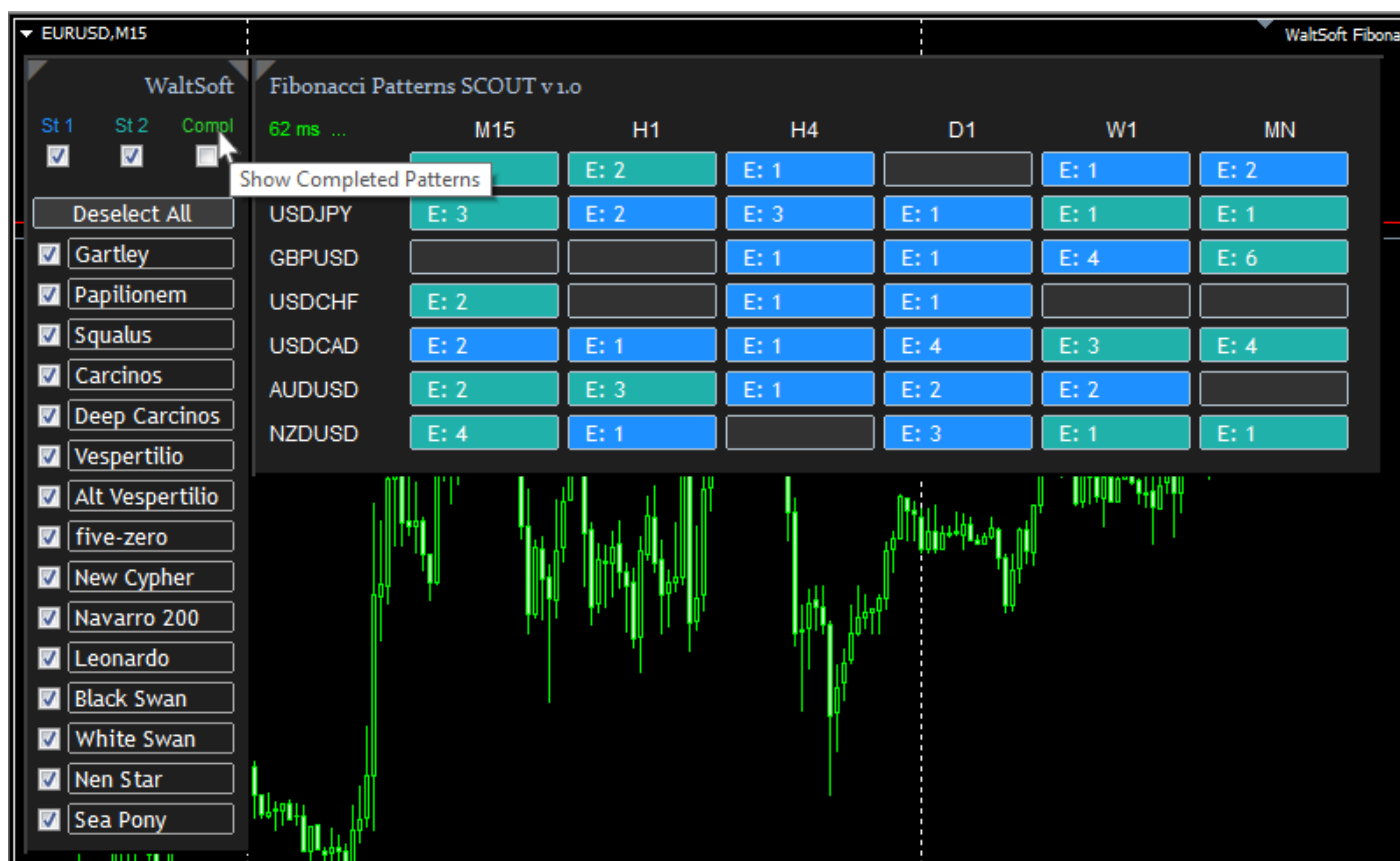 EURUSD,M15
WaltSoft Fibona
WaltSoft
Fibonacci Patterns SCOUT v 1.0
St 1 St 2 Compl
62 ms ... M15 H1 H4 D1 W1 MN
Show Completed Patterns
E: 2 E: 1 E: 1 E: 2
Deselect All
USDJPY E: 3 E: 2 E: 3 E: 1 E: 1 E: 1
Gartley
GBPUSD E: 1 E: 1 E: 4 E: 6
Papilionem
USDCHF E: 2 E: 1 E: 1
Squalus
USDCAD E: 2 E: 1 E: 1 E: 4 E: 3 E: 4
Carcinos
AUDUSD E: 2 E: 3 E: 1 E: 2 E: 2
Deep Carcinos
NZDUSD E: 4 E: 1 E: 3 E: 1 E: 1
Vespertilio
Alt Vespertilio
five-zero
New Cypher
Navarro 200
Leonardo
Black Swan
White Swan
Nen Star
Sea Pony